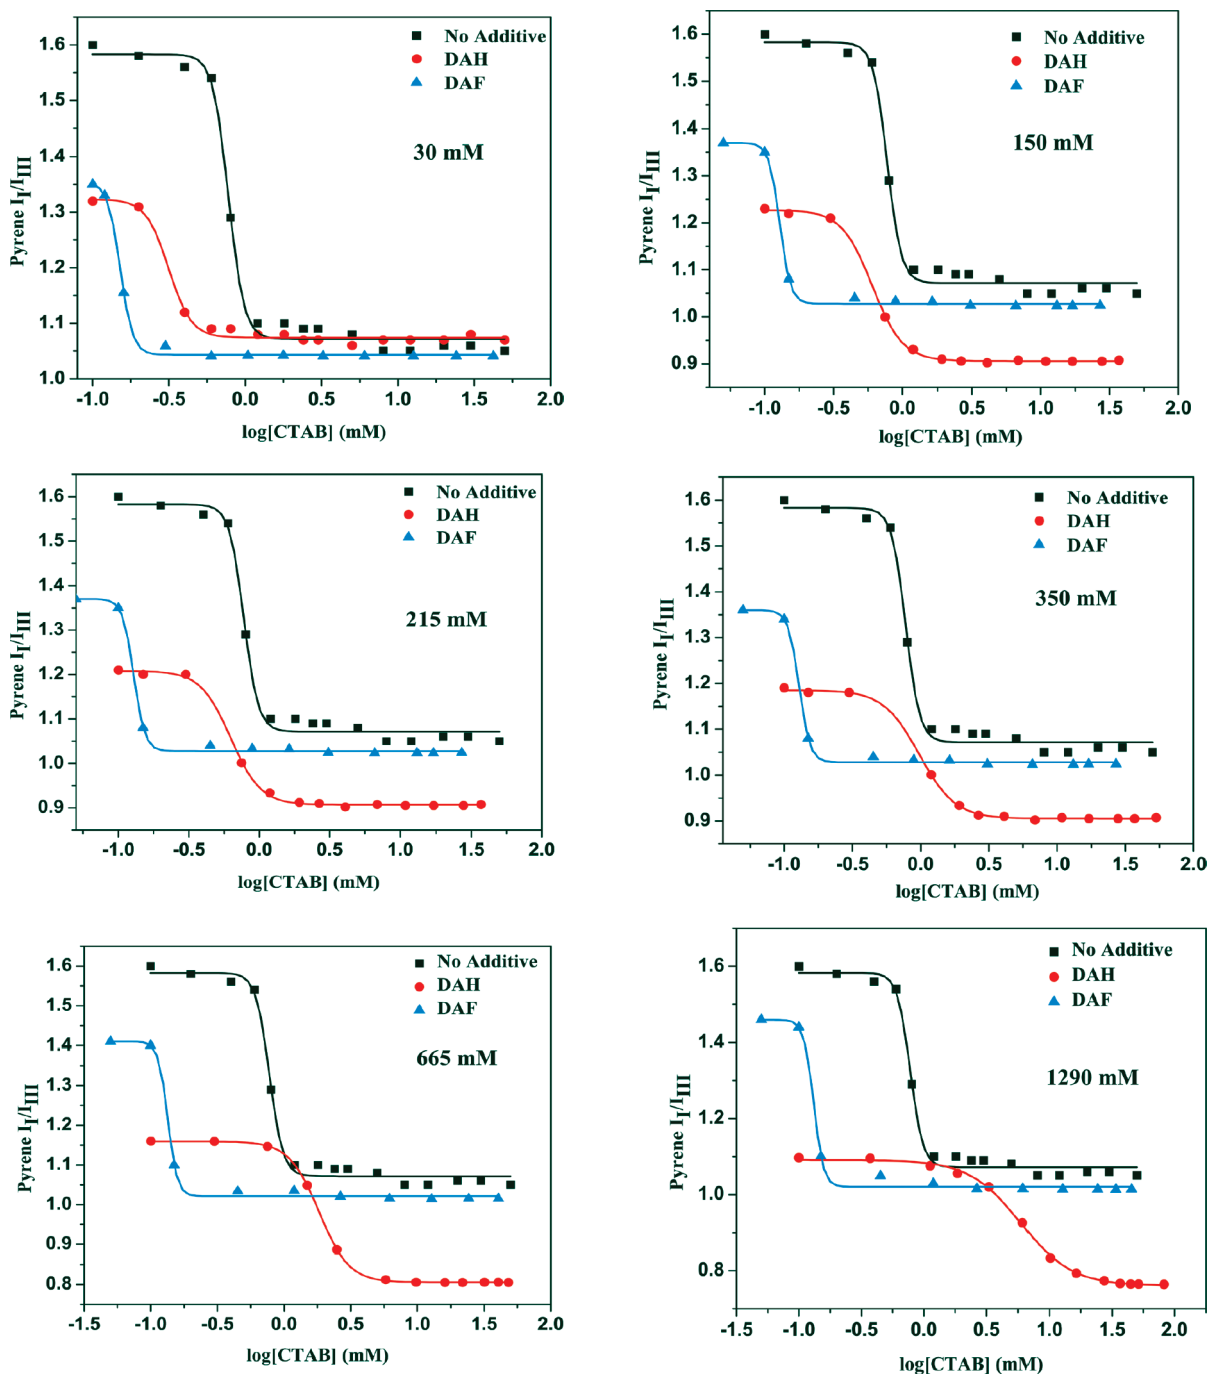 1.6
1.5
1.4
1.3
1.2
1.1
1.0
Pyrene I_I/I_III
No Additive
DAH
DAF
30 mM
-1.0 -0.5 0.0 0.5 1.0 1.5 2.0
log[CTAB] (mM)
1.6
1.5
1.4
1.3
1.2
1.1
1.0
0.9
Pyrene I_I/I_III
No Additive
DAH
DAF
150 mM
-1.0 -0.5 0.0 0.5 1.0 1.5 2.0
log[CTAB] (mM)
1.6
1.5
1.4
1.3
1.2
1.1
1.0
0.9
Pyrene I_I/I_III
No Additive
DAH
DAF
215 mM
-1.0 -0.5 0.0 0.5 1.0 1.5 2.0
log[CTAB] (mM)
1.6
1.5
1.4
1.3
1.2
1.1
1.0
0.9
Pyrene I_I/I_III
No Additive
DAH
DAF
350 mM
-1.0 -0.5 0.0 0.5 1.0 1.5 2.0
log[CTAB] (mM)
1.6
1.5
1.4
1.3
1.2
1.1
1.0
0.9
0.8
Pyrene I_I/I_III
No Additive
DAH
DAF
665 mM
-1.5 -1.0 -0.5 0.0 0.5 1.0 1.5 2.0
log[CTAB] (mM)
1.6
1.4
1.2
1.0
0.8
Pyrene I_I/I_III
No Additive
DAH
DAF
1290 mM
-1.5 -1.0 -0.5 0.0 0.5 1.0 1.5 2.0
log[CTAB] (mM)